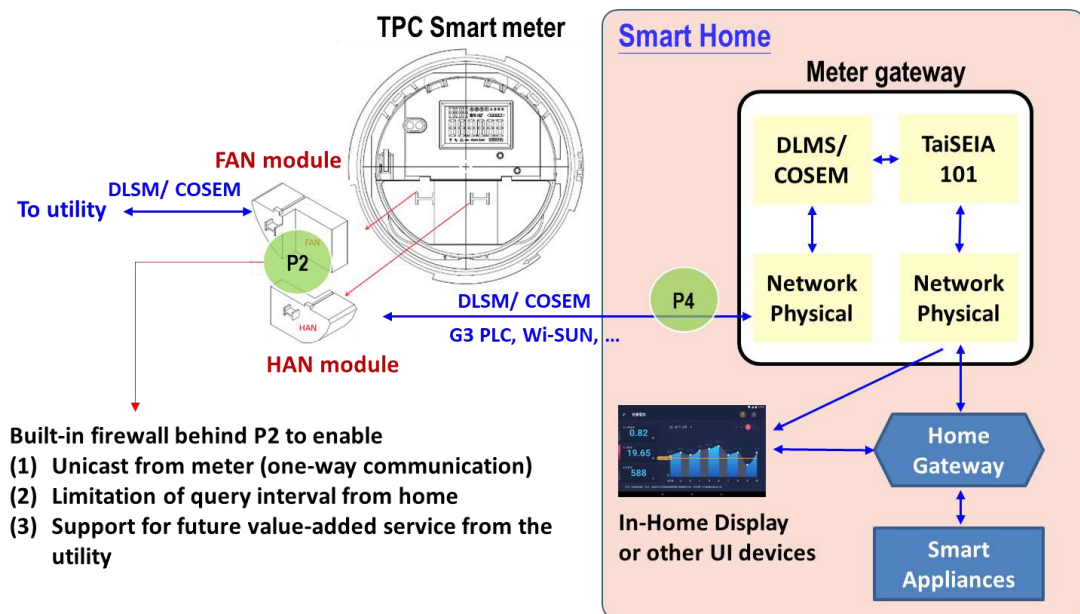 TPC Smart meter
Smart Home
Meter gateway
DLMS/
COSEM
TaiSEIA
101
FAN module
DLSM/ COSEM
To utility
FAN
P2
Network
Physical
Network
Physical
P4
DLSM/ COSEM
G3 PLC, Wi-SUN, ...
HAN
HAN module
0.82
19.65
588
Built-in firewall behind P2 to enable
(1) Unicast from meter (one-way communication)
(2) Limitation of query interval from home
(3) Support for future value-added service from the
utility
Home
Gateway
In-Home Display
or other UI devices
Smart
Appliances